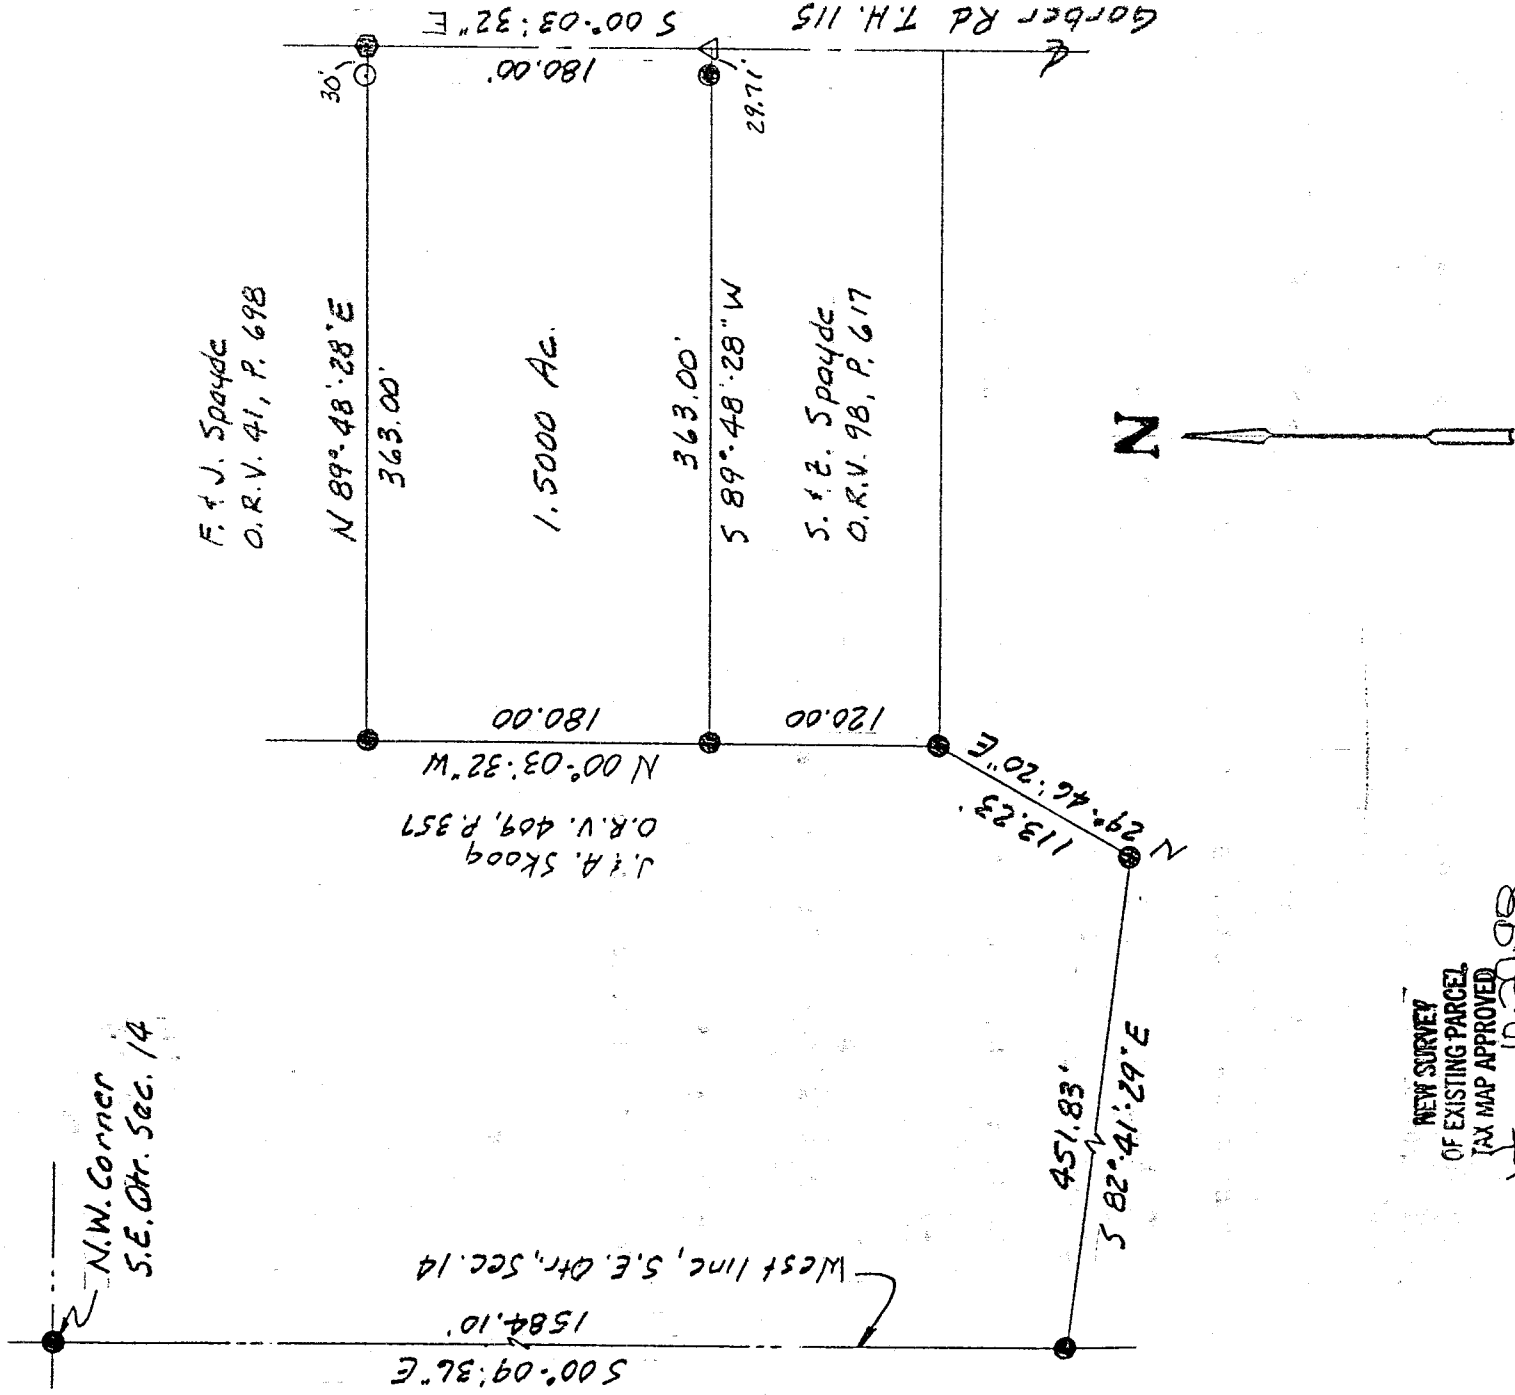 N.W. Corner
S.E. Qtr. Sec. 14
S 00°-09'-36" E
1584.10'
West line, S.E. Qtr., Sec. 14
451.83'
S 82°-41'-29" E
113.23'
N 29°-46'-20" E
J. & A. Skoog
O.R.V. 409, P. 357
N 00°-03'-32" W
180.00
120.00
F. & J. Spayde
O.R.V. 41, P. 698
N 89°-48'-28" E
363.00'
1.5000 Ac.
363.00'
S 89°-48'-28" W
S. & E. Spayde
O.R.V. 98, P. 617
30'
29.71'
180.00'
S 00°-03'-32" E
Garber Rd T.H. 115
N
NEW SURVEY
OF EXISTING PARCEL
TAX MAP APPROVED